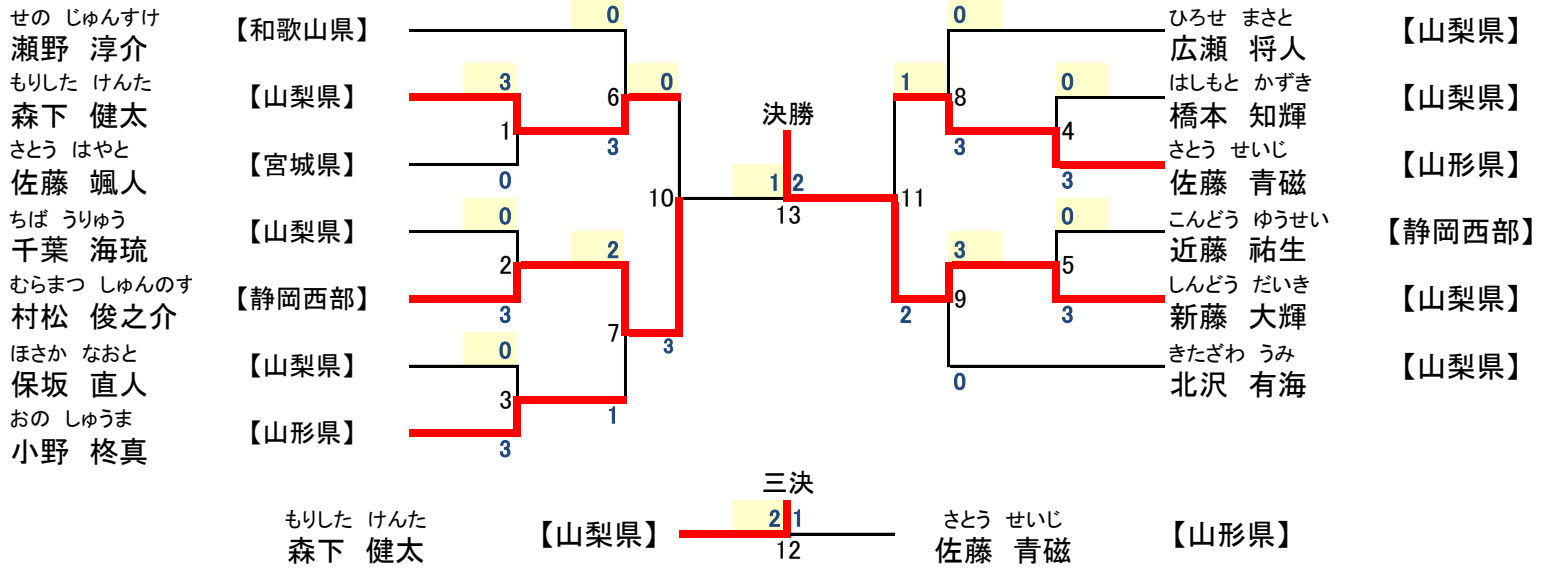 せの じゅんすけ
瀬野 淳介
【和歌山県】
0
もりした けんた
森下 健太
【山梨県】
3
1
6
0
3
さとう はやと
佐藤 颯人
【宮城県】
0
ちば うりゅう
千葉 海琉
【山梨県】
0
2
2
むらまつ しゅんのす
村松 俊之介
【静岡西部】
3
7
3
10
ほさか なおと
保坂 直人
【山梨県】
0
3
1
おの しゅうま
小野 柊真
【山形県】
3
決勝
1
2
13
0
ひろせ まさと
広瀬 将人
【山梨県】
1
8
0
はしもと かずき
橋本 知輝
【山梨県】
4
3
さとう せいじ
佐藤 青磁
【山形県】
3
11
0
こんどう ゆうせい
近藤 祐生
【静岡西部】
3
5
しんどう だいき
新藤 大輝
【山梨県】
2
9
3
きたざわ うみ
北沢 有海
【山梨県】
0
三決
もりした けんた
森下 健太
【山梨県】
2
1
12
さとう せいじ
佐藤 青磁
【山形県】